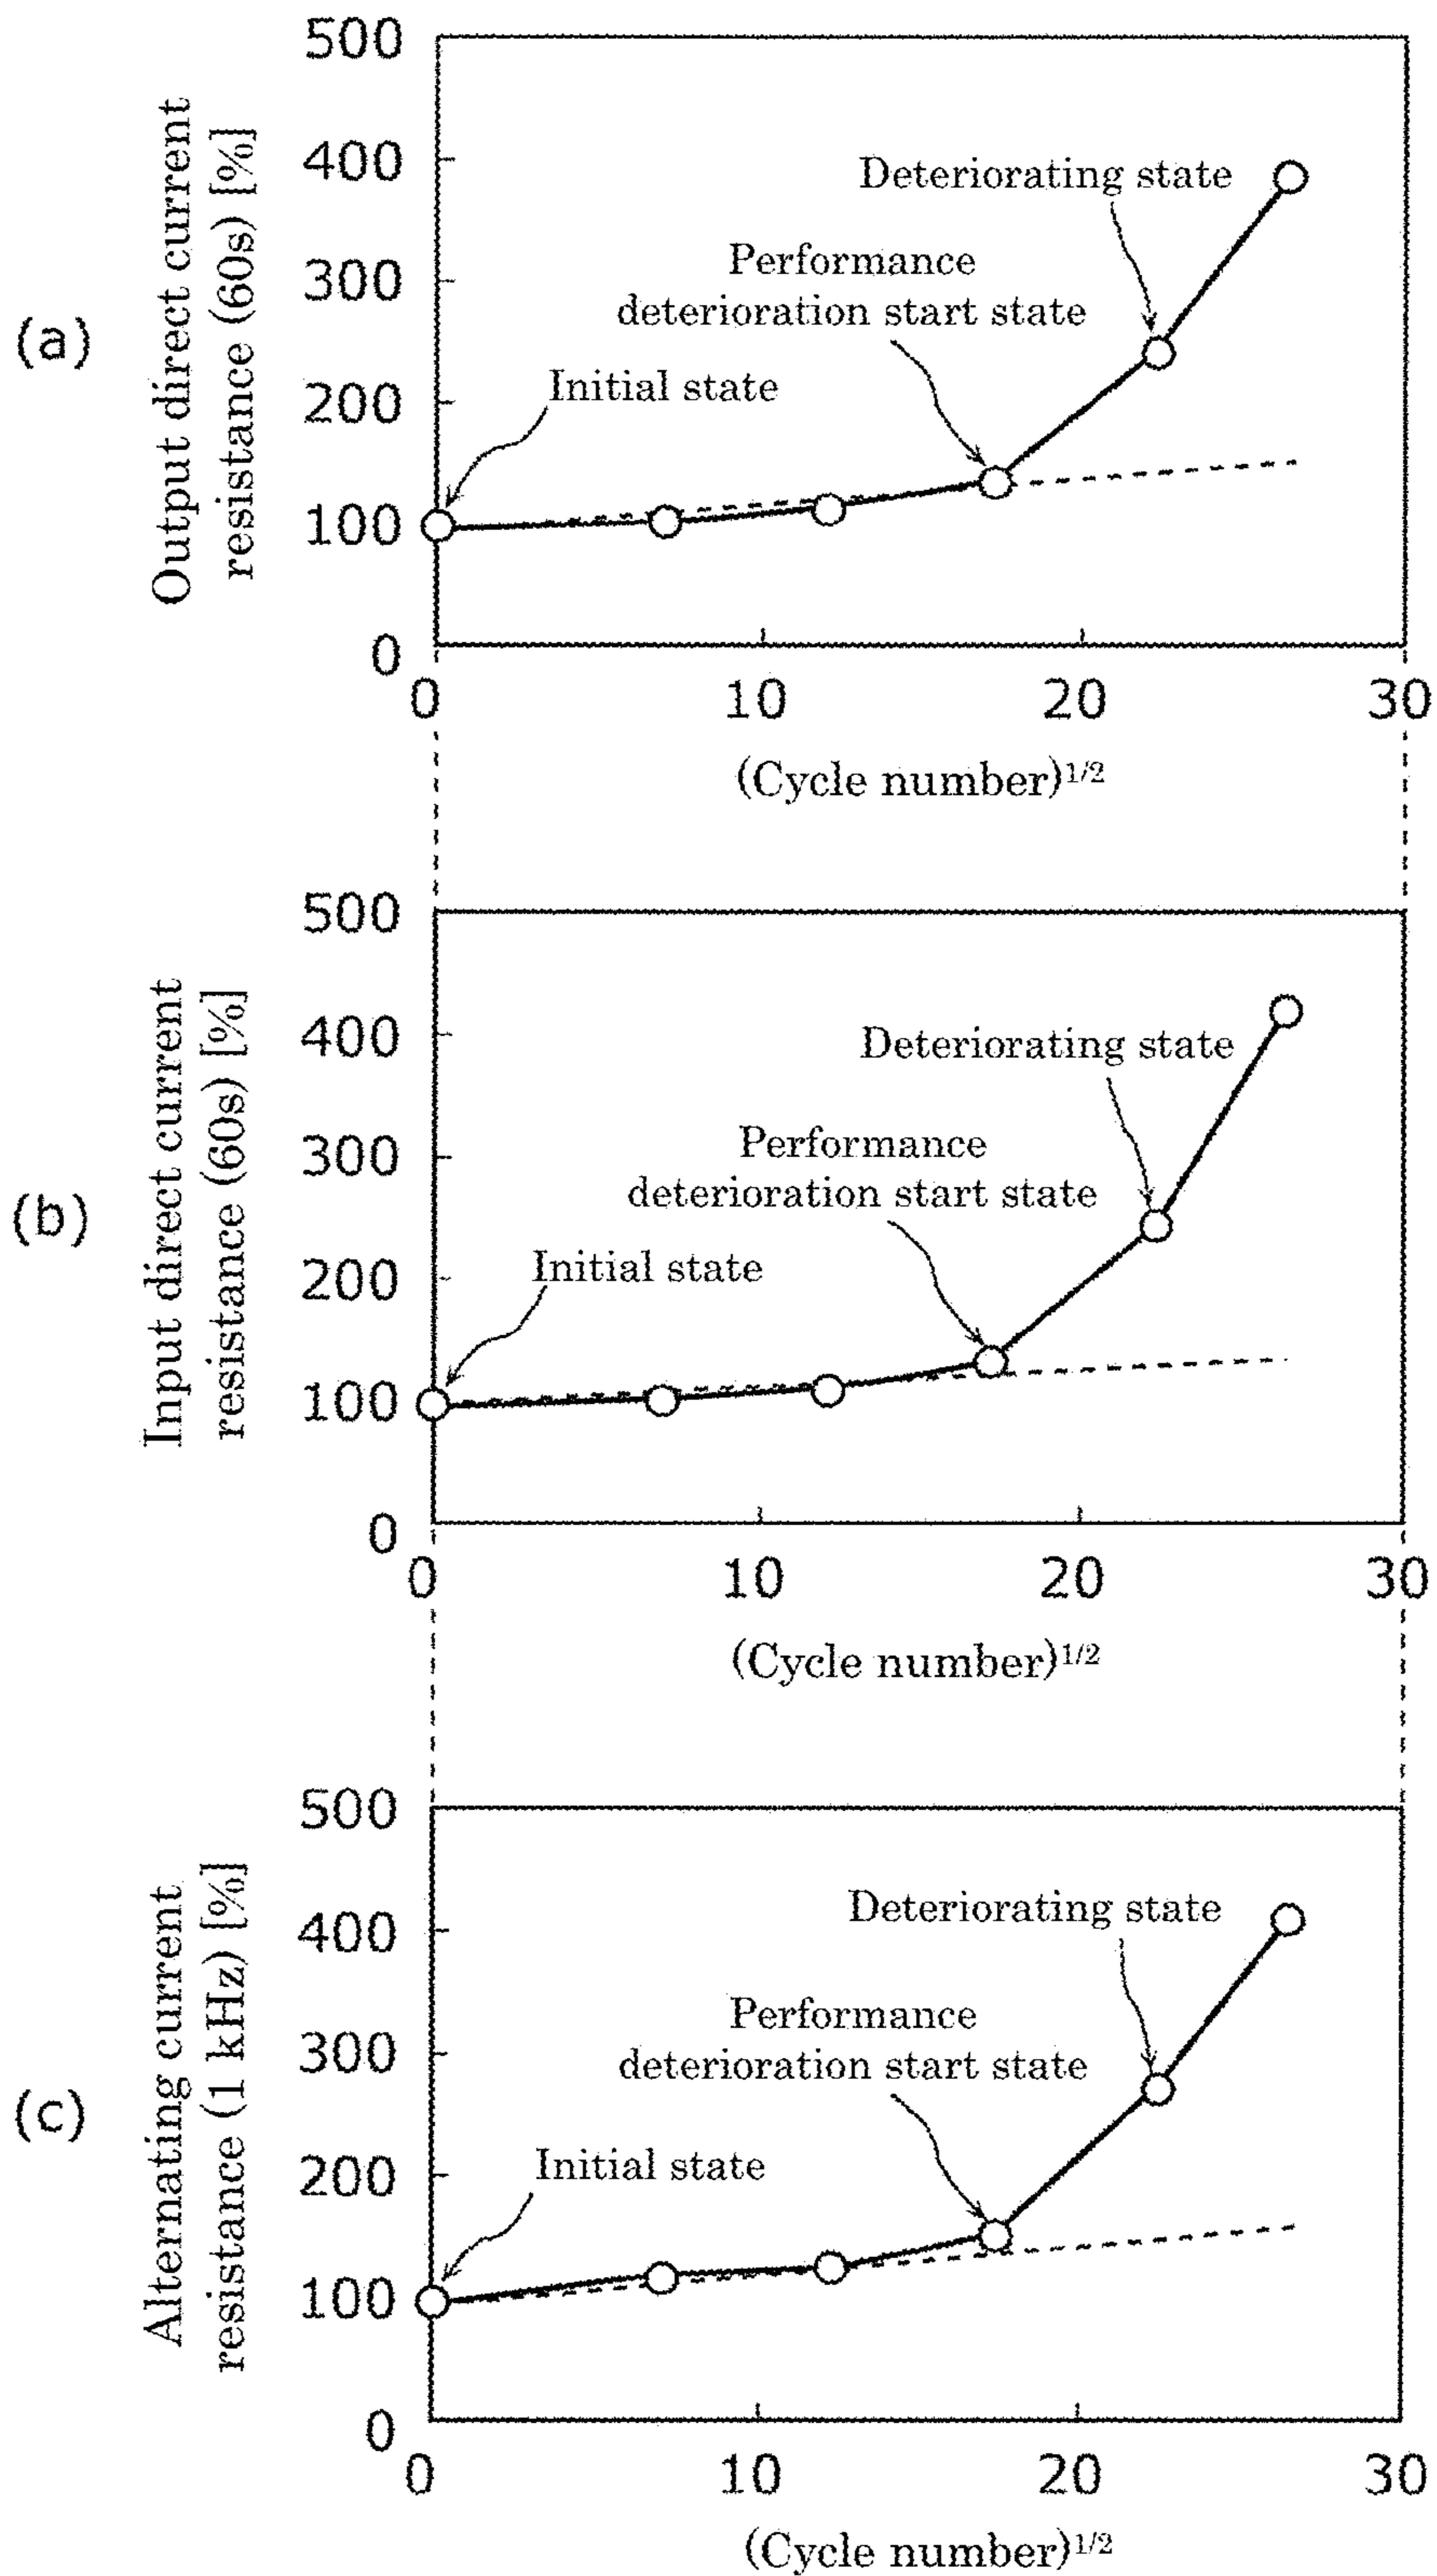 (a)
Output direct current
resistance (60s) [%]
500
400
300
200
100
0
Deteriorating state
Performance
deterioration start state
Initial state
0 10 20 30
(Cycle number)1/2
(b)
Input direct current
resistance (60s) [%]
500
400
300
200
100
0
Deteriorating state
Performance
deterioration start state
Initial state
0 10 20 30
(Cycle number)1/2
(c)
Alternating current
resistance (1 kHz) [%]
500
400
300
200
100
0
Deteriorating state
Performance
deterioration start state
Initial state
0 10 20 30
(Cycle number)1/2